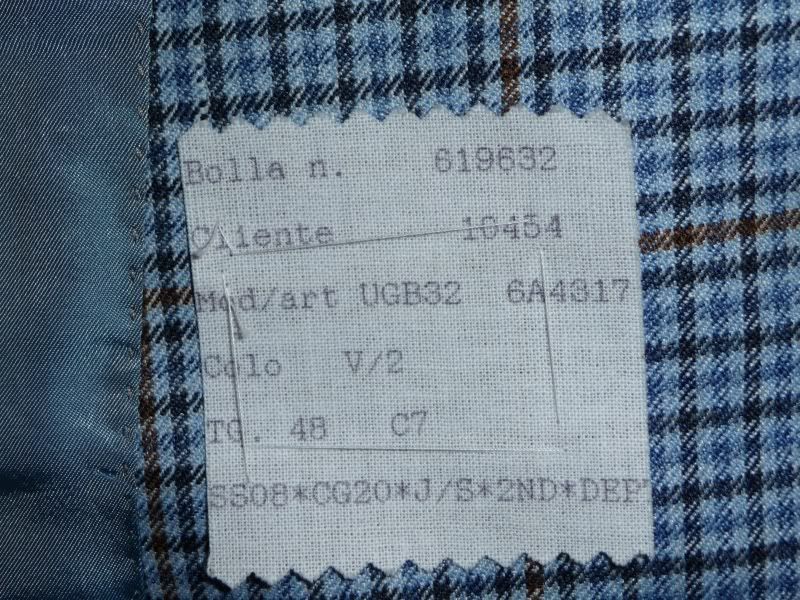 Bolla n. 619632
Cliente 10454
Mod/art UGB32 6A4317
Colo V/2
TG. 48 C7
SS08*CG20*J/S*2ND*DEP